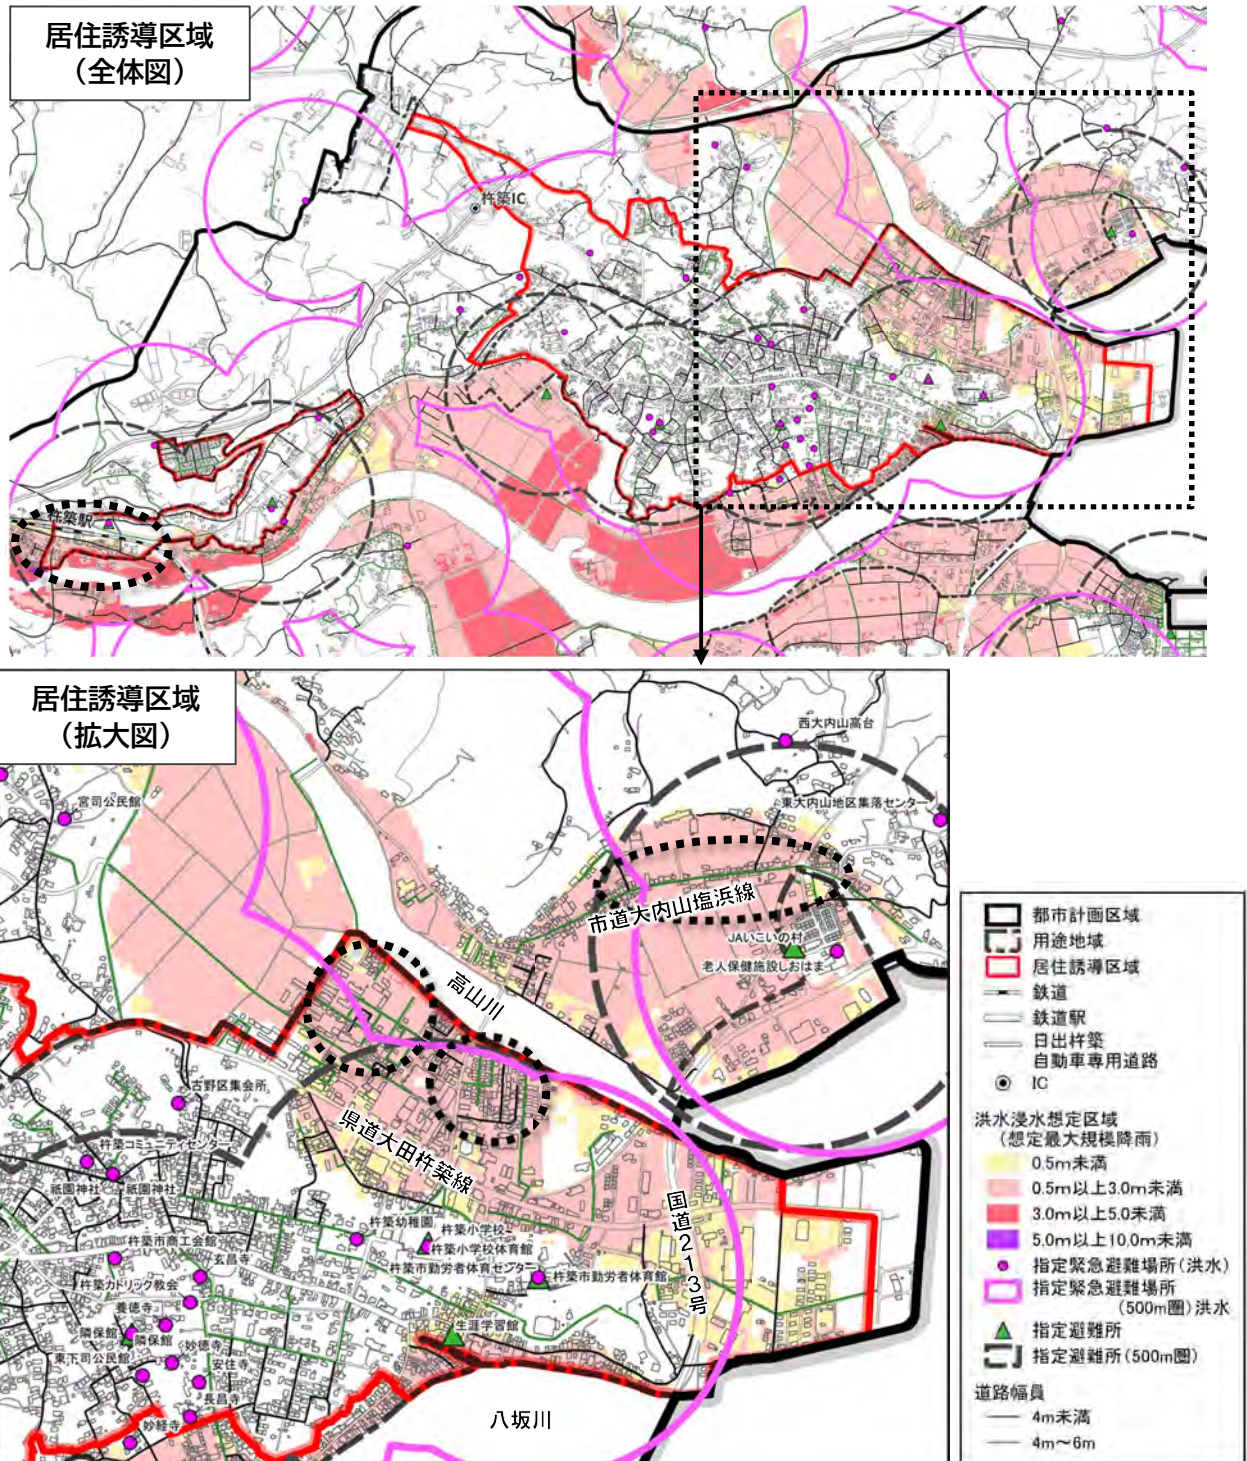 居住誘導区域
（全体図）
杵築IC
杵築駅
居住誘導区域
（拡大図）
西大内山高台
東大内山地区集落センター
宮司公民館
市道大内山塩浜線
JAいこいの村
老人保健施設しおはま
高山川
古野区集会所
県道大田杵築線
杵築コミュニティセンター
祇園神社
祇園神社
国道213号
杵築幼稚園
杵築小学校
杵築小学校体育館
杵築市商工会館
玄昌寺
杵築市勤労者体育センター
杵築市勤労者体育館
杵築カトリック教会
養徳寺
生涯学習館
隣保館
隣保館
妙徳寺
東下司公民館
安住寺
長昌寺
妙経寺
八坂川
都市計画区域
用途地域
居住誘導区域
鉄道
鉄道駅
日出杵築
自動車専用道路
IC
洪水浸水想定区域
（想定最大規模降雨）
0.5m未満
0.5m以上3.0m未満
3.0m以上5.0未満
5.0m以上10.0m未満
指定緊急避難場所(洪水)
指定緊急避難場所
(500m圏)洪水
指定避難所
指定避難所(500m圏)
道路幅員
4m未満
4m～6m